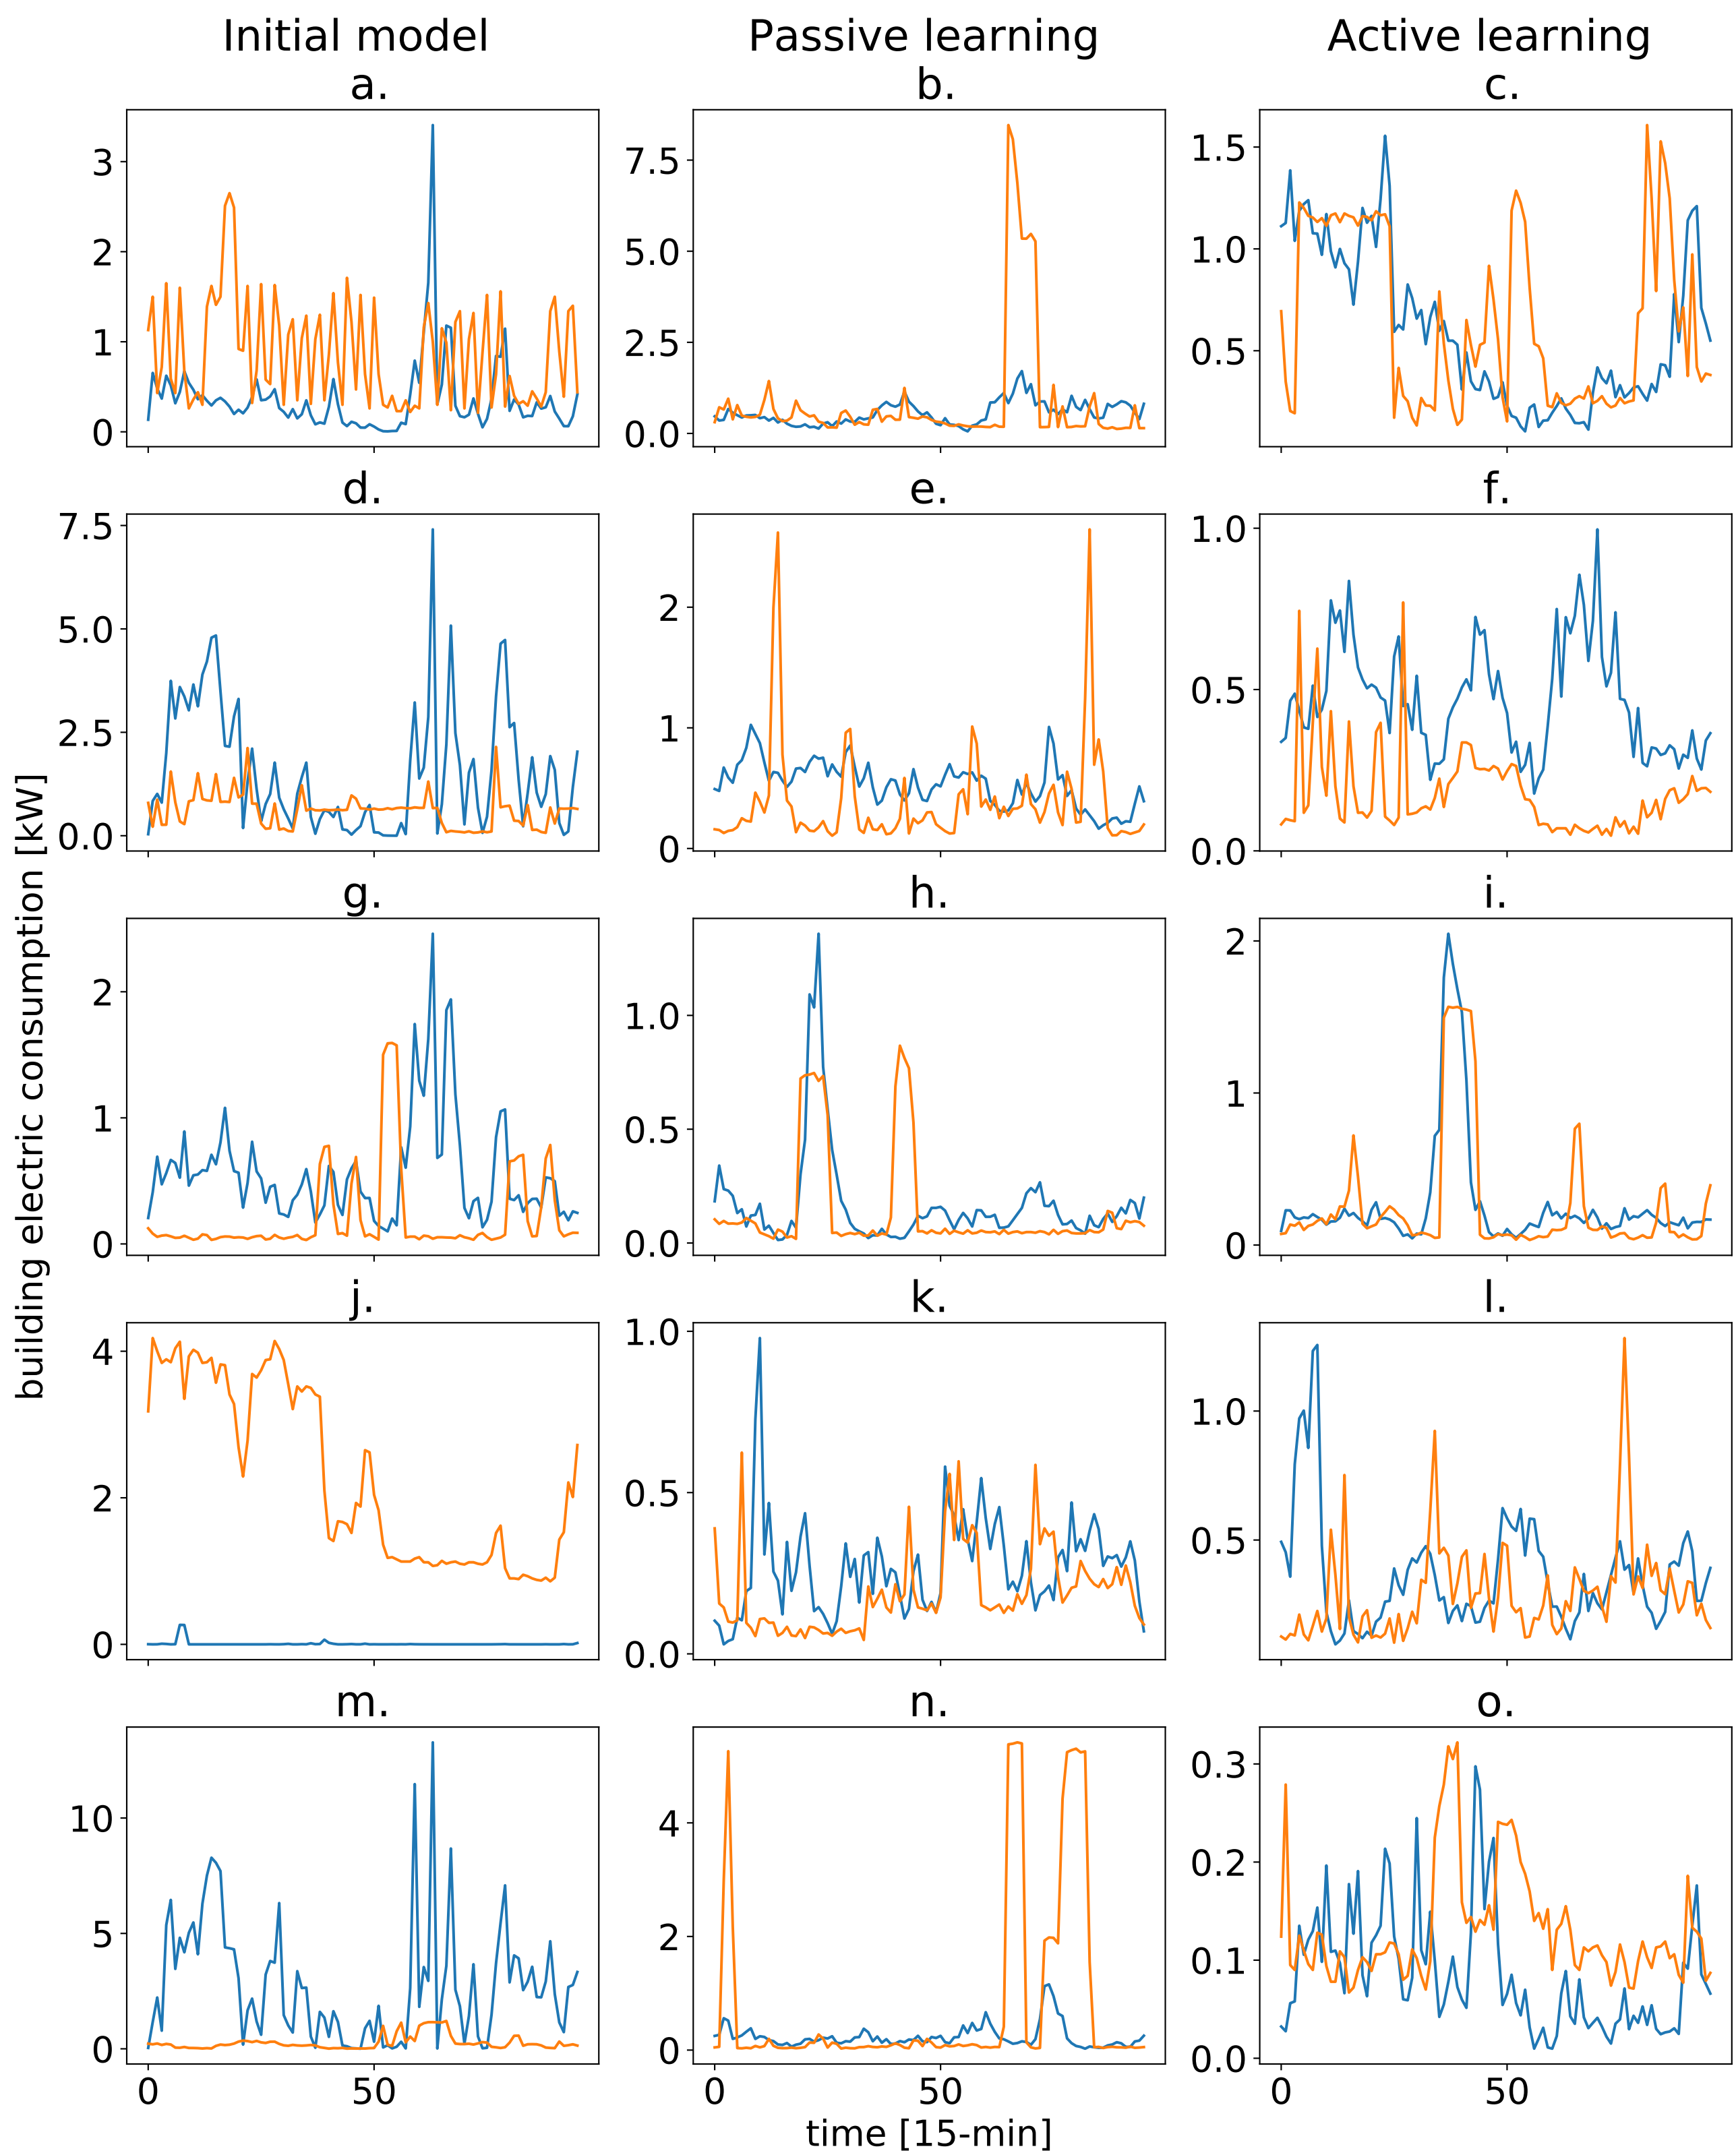 Initial model
Passive learning
Active learning
a.
b.
c.
3
2
1
0
7.5
5.0
2.5
0.0
1.5
1.0
0.5
d.
e.
f.
7.5
5.0
2.5
0.0
2
1
0
1.0
0.5
0.0
g.
h.
i.
2
1
0
1.0
0.5
0.0
2
1
0
j.
k.
l.
4
2
0
1.0
0.5
0.0
1.0
0.5
m.
n.
o.
10
5
0
4
2
0
0.3
0.2
0.1
0.0
0
50
0
50
0
50
building electric consumption [kW]
time [15-min]